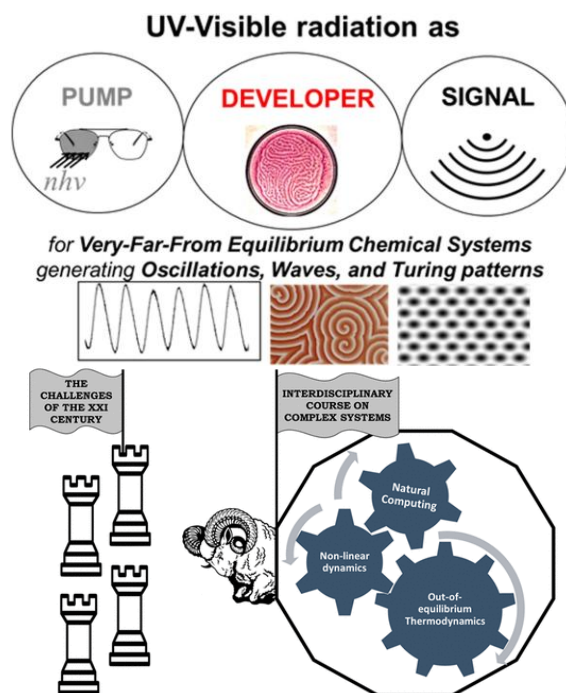 UV-Visible radiation as
PUMP
DEVELOPER
SIGNAL
nhν
for Very-Far-From Equilibrium Chemical Systems
generating Oscillations, Waves, and Turing patterns
THE
CHALLENGES
OF THE XXI
CENTURY
INTERDISCIPLINARY
COURSE ON
COMPLEX SYSTEMS
Natural
Computing
Non-linear
dynamics
Out-of-
equilibrium
Thermodynamics